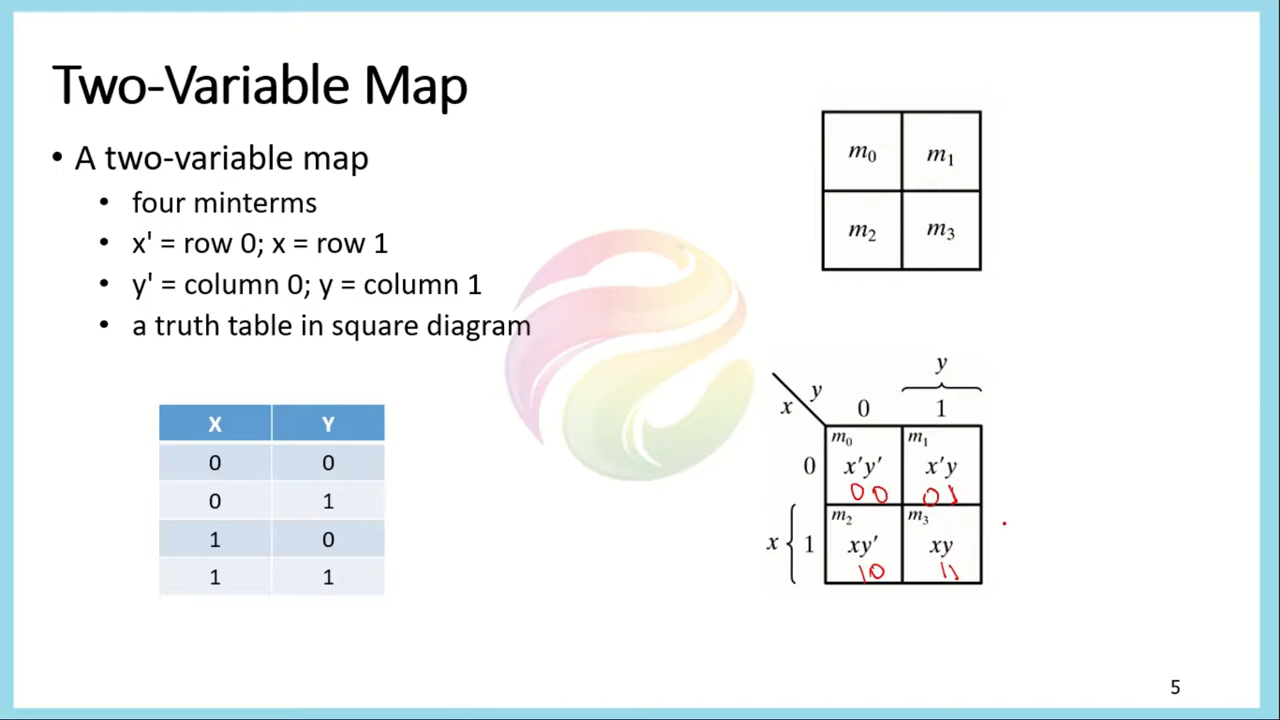 Two-Variable Map
• A two-variable map
• four minterms
• x' = row 0; x = row 1
• y' = column 0; y = column 1
• a truth table in square diagram
X Y
0 0
0 1
1 0
1 1
m0 m1
m2 m3
y
y
x 0 1
m0 m1
0 x'y' x'y
00 01
m2 m3
x 1 xy' xy
10 11
5